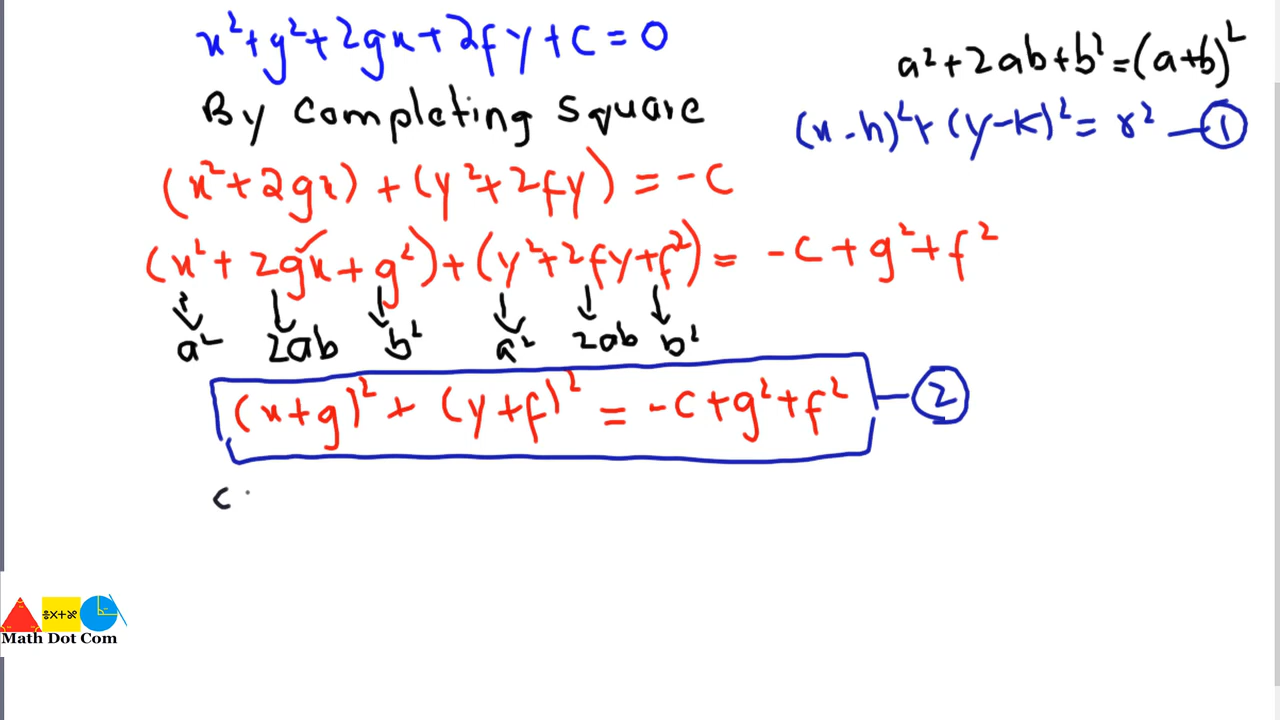 x²+y²+2gx+2fy+c=0
a²+2ab+b²=(a+b)²
By completing square
(x-h)²+(y-k)²=r² — ①
(x²+2gx)+(y²+2fy)=-c
(x²+2gx+g²)+(y²+2fy+f²)=-c+g²+f²
a² 2ab b² a² 2ab b²
(x+g)²+(y+f)²=-c+g²+f² — ②
c
÷x+
Math Dot Com